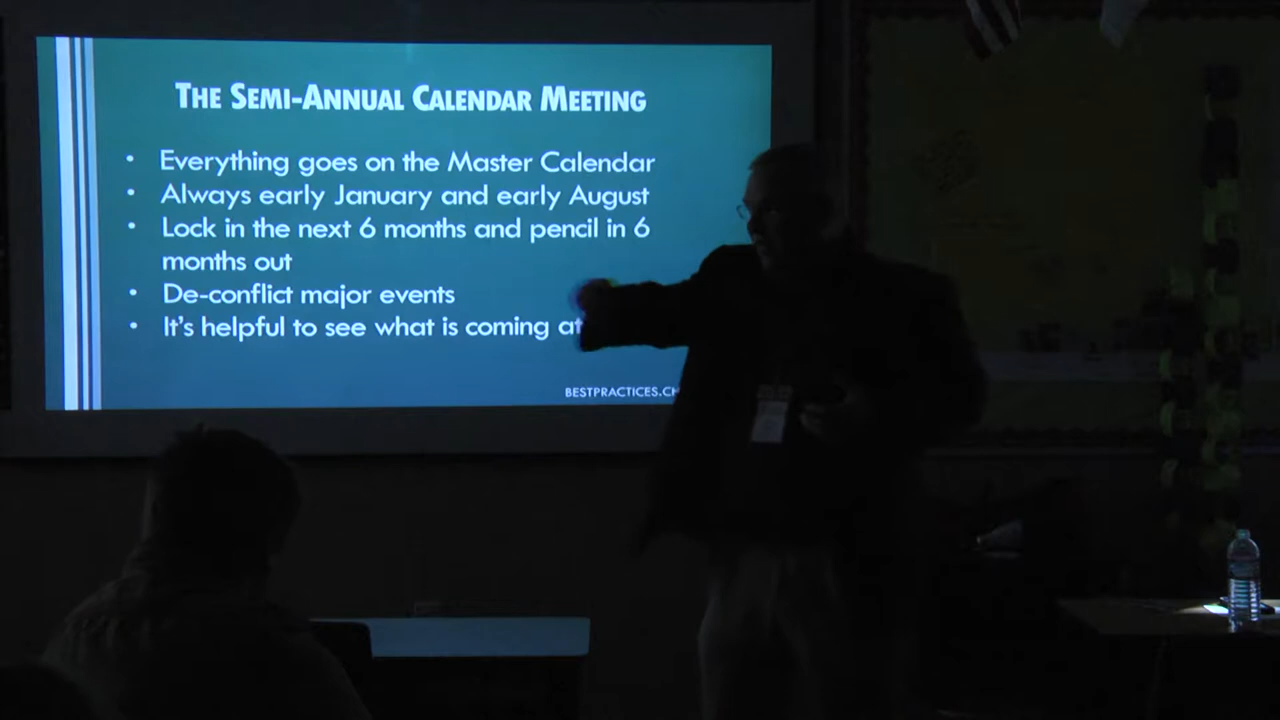 The Semi-Annual Calendar Meeting
• Everything goes on the Master Calendar
• Always early January and early August
• Lock in the next 6 months and pencil in 6
months out
• De-conflict major events
• It's helpful to see what is coming at
BESTPRACTICES.CH